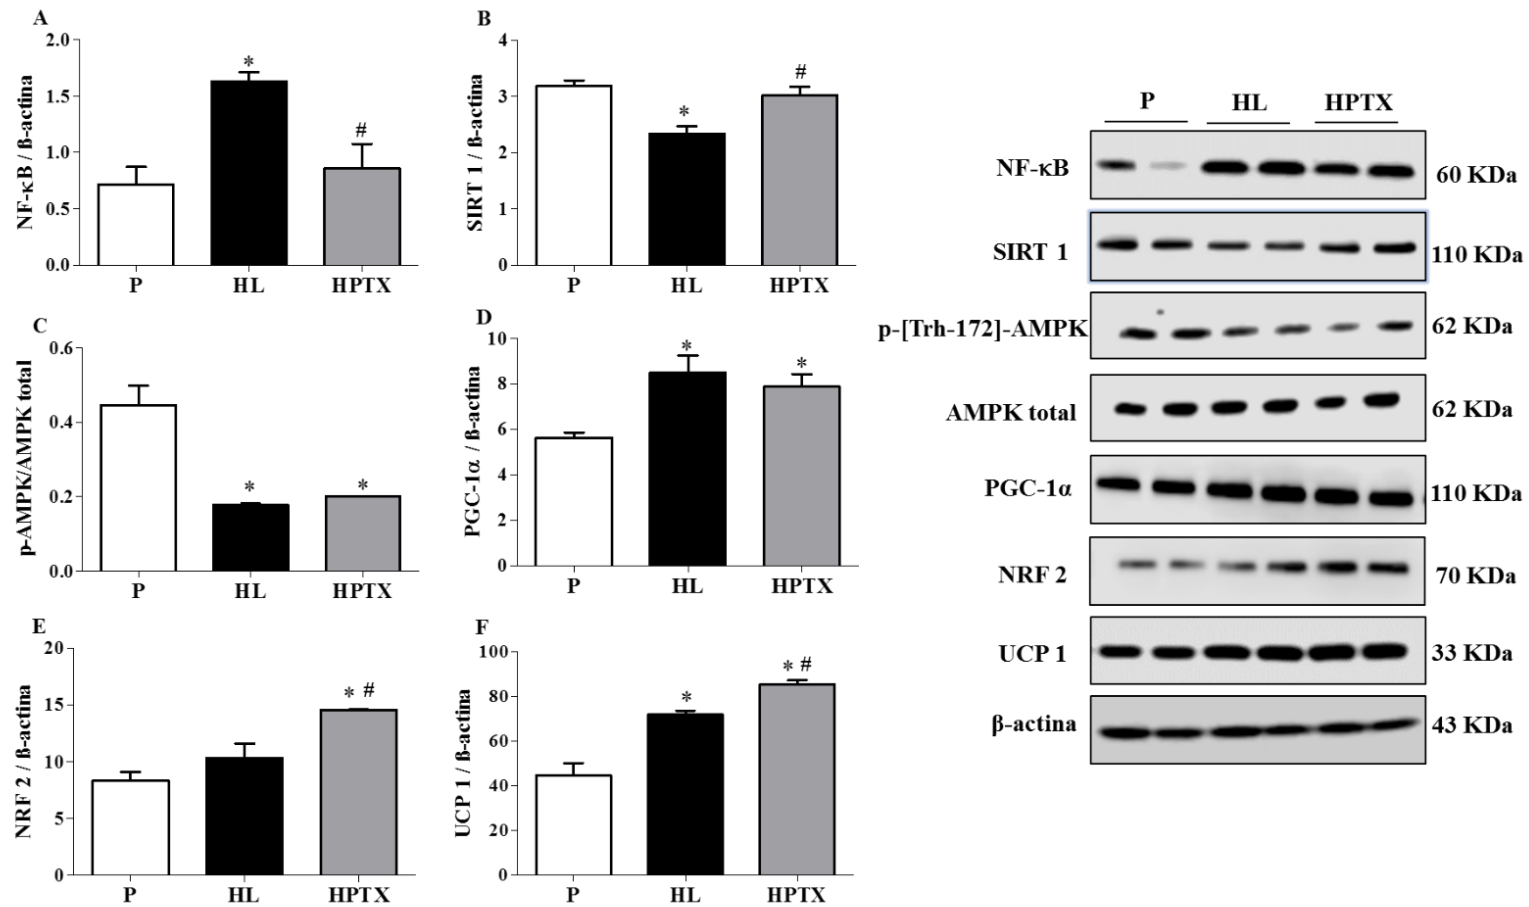 A
NF-κB / ß-actina
2.0
1.5
1.0
0.5
0.0
*
#
P HL HPTX
B
SIRT 1 / ß-actina
4
3
2
1
0
*
#
P HL HPTX
C
p-AMPK/AMPK total
0.6
0.4
0.2
0.0
* *
P HL HPTX
D
PGC-1α / ß-actina
10
8
6
4
2
0
* *
P HL HPTX
E
NRF 2 / ß-actina
20
15
10
5
0
* #
P HL HPTX
F
UCP 1 / ß-actina
100
80
60
40
20
0
*
* #
P HL HPTX
P HL HPTX
NF-κB 60 KDa
SIRT 1 110 KDa
p-[Trh-172]-AMPK 62 KDa
AMPK total 62 KDa
PGC-1α 110 KDa
NRF 2 70 KDa
UCP 1 33 KDa
β-actina 43 KDa